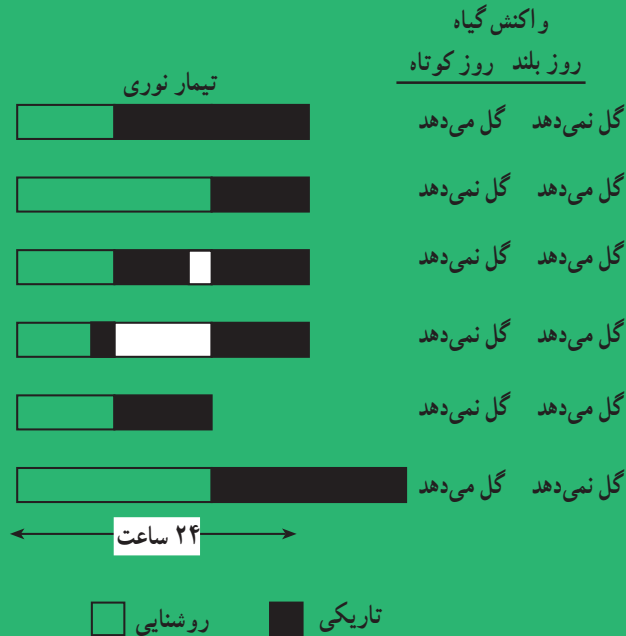 واکنش گیاه
روز بلند روز کوتاه
تیمار نوری
گل نمی‌دهد گل می‌دهد
گل می‌دهد گل نمی‌دهد
گل می‌دهد گل نمی‌دهد
گل می‌دهد گل نمی‌دهد
گل می‌دهد گل نمی‌دهد
گل نمی‌دهد گل می‌دهد
۲۴ ساعت
تاریکی روشنایی